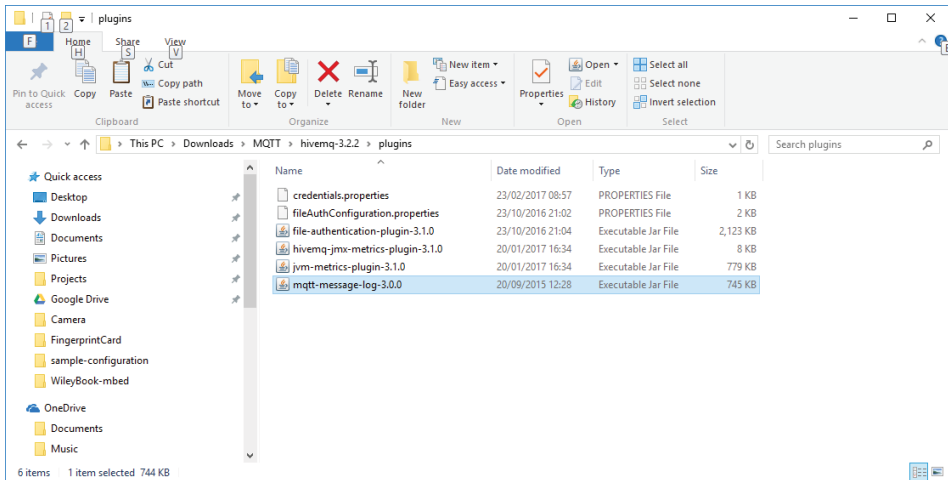 plugins
1 2
F Home Share View
H S V E
Pin to Quick access
Copy
Paste
Cut
Copy path
Paste shortcut
Move to
Copy to
Delete
Rename
New folder
New item
Easy access
Properties
Open
Edit
History
Select all
Select none
Invert selection
Clipboard Organize New Open Select
This PC > Downloads > MQTT > hivemq-3.2.2 > plugins Search plugins
Quick access
Desktop
Downloads
Documents
Pictures
Projects
Google Drive
Camera
FingerprintCard
sample-configuration
WileyBook-mbed
OneDrive
Documents
Music
Name Date modified Type Size
credentials.properties 23/02/2017 08:57 PROPERTIES File 1 KB
fileAuthConfiguration.properties 23/10/2016 21:02 PROPERTIES File 2 KB
file-authentication-plugin-3.1.0 23/10/2016 21:04 Executable Jar File 2,123 KB
hivemq-jmx-metrics-plugin-3.1.0 20/01/2017 16:34 Executable Jar File 8 KB
jvm-metrics-plugin-3.1.0 20/01/2017 16:34 Executable Jar File 779 KB
mqtt-message-log-3.0.0 20/09/2015 12:28 Executable Jar File 745 KB
6 items 1 item selected 744 KB